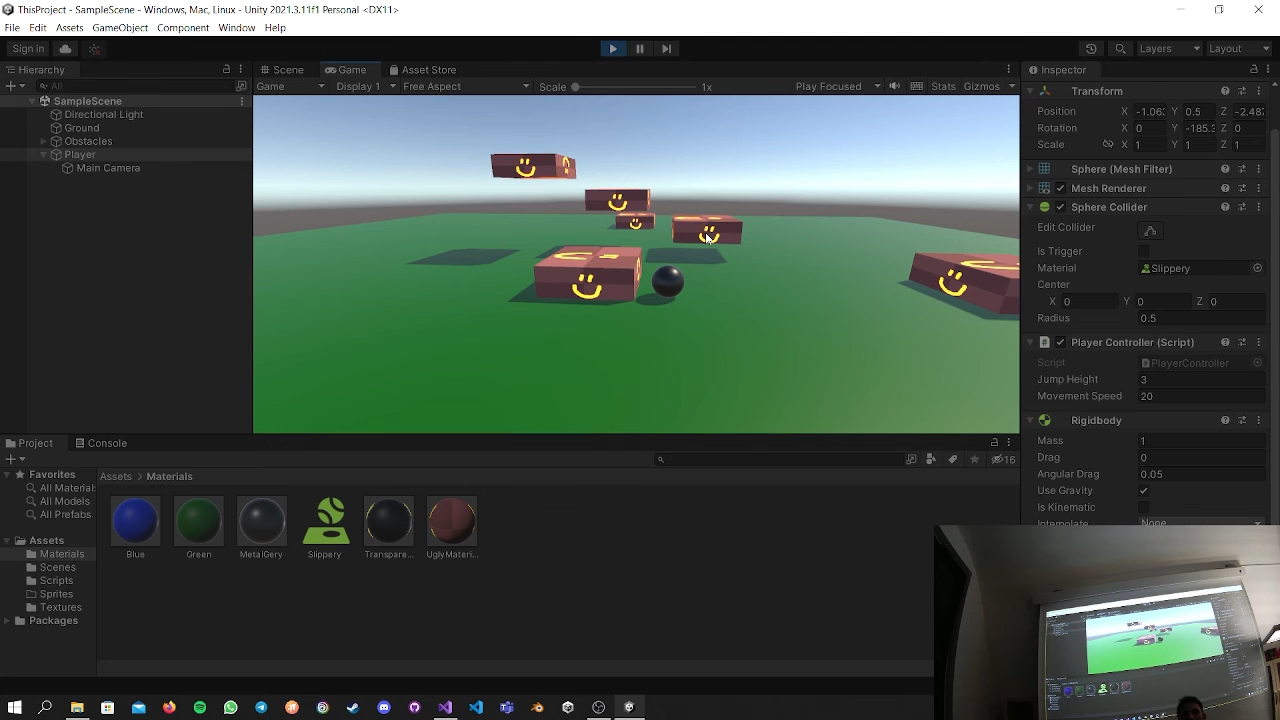 ThisProject - SampleScene - Windows, Mac, Linux - Unity 2021.3.11f1 Personal <DX11>
File Edit Assets GameObject Component Window Help
Sign in
Layers Layout
Hierarchy Scene Game Asset Store Inspector
All Game Display 1 Free Aspect Scale 1x Play Focused Stats Gizmos
SampleScene
Directional Light
Ground
Obstacles
Player
Main Camera
Transform
Position X -1.063 Y 0.5 Z -2.487
Rotation X 0 Y -185.3 Z 0
Scale X 1 Y 1 Z 1
Sphere (Mesh Filter)
Mesh Renderer
Sphere Collider
Edit Collider
Is Trigger
Material Slippery
Center
X 0 Y 0 Z 0
Radius 0.5
Player Controller (Script)
Script PlayerController
Jump Height 3
Movement Speed 20
Rigidbody
Mass 1
Drag 0
Angular Drag 0.05
Use Gravity
Is Kinematic
Interpolate None
Project Console
16
Favorites
All Materials
All Models
All Prefabs
Assets
Materials
Scenes
Scripts
Sprites
Textures
Packages
Assets > Materials
Blue Green MetalGery Slippery Transpare... UglyMateri...